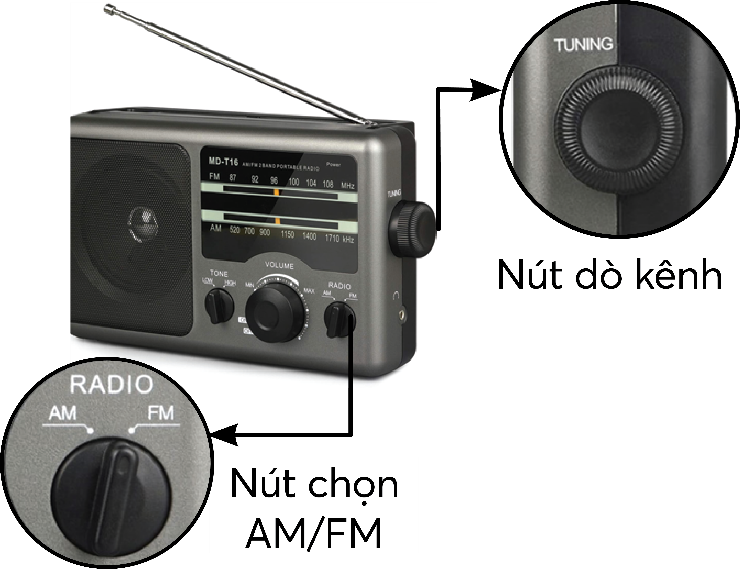 TUNING
MD-T16 AM/FM 2 BAND PORTABLE RADIO Power
FM 87 92 96 100 104 108 MHz
TUNING
AM 520 700 900 1150 1400 1710 kHz
Nút dò kênh
VOLUME
TONE
LOW HIGH
MIN MAX
RADIO
AM FM
RADIO
AM FM
Nút chọn
AM/FM